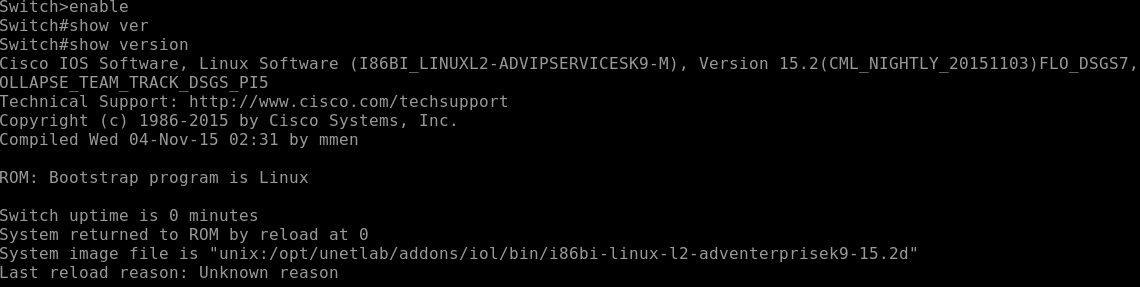 Switch>enable
Switch#show ver
Switch#show version
Cisco IOS Software, Linux Software (I86BI_LINUXL2-ADVIPSERVICESK9-M), Version 15.2(CML_NIGHTLY_20151103)FLO_DSGS7,
OLLAPSE_TEAM_TRACK_DSGS_PI5
Technical Support: http://www.cisco.com/techsupport
Copyright (c) 1986-2015 by Cisco Systems, Inc.
Compiled Wed 04-Nov-15 02:31 by mmen
ROM: Bootstrap program is Linux
Switch uptime is 0 minutes
System returned to ROM by reload at 0
System image file is "unix:/opt/unetlab/addons/iol/bin/i86bi-linux-l2-adventerprisek9-15.2d"
Last reload reason: Unknown reason